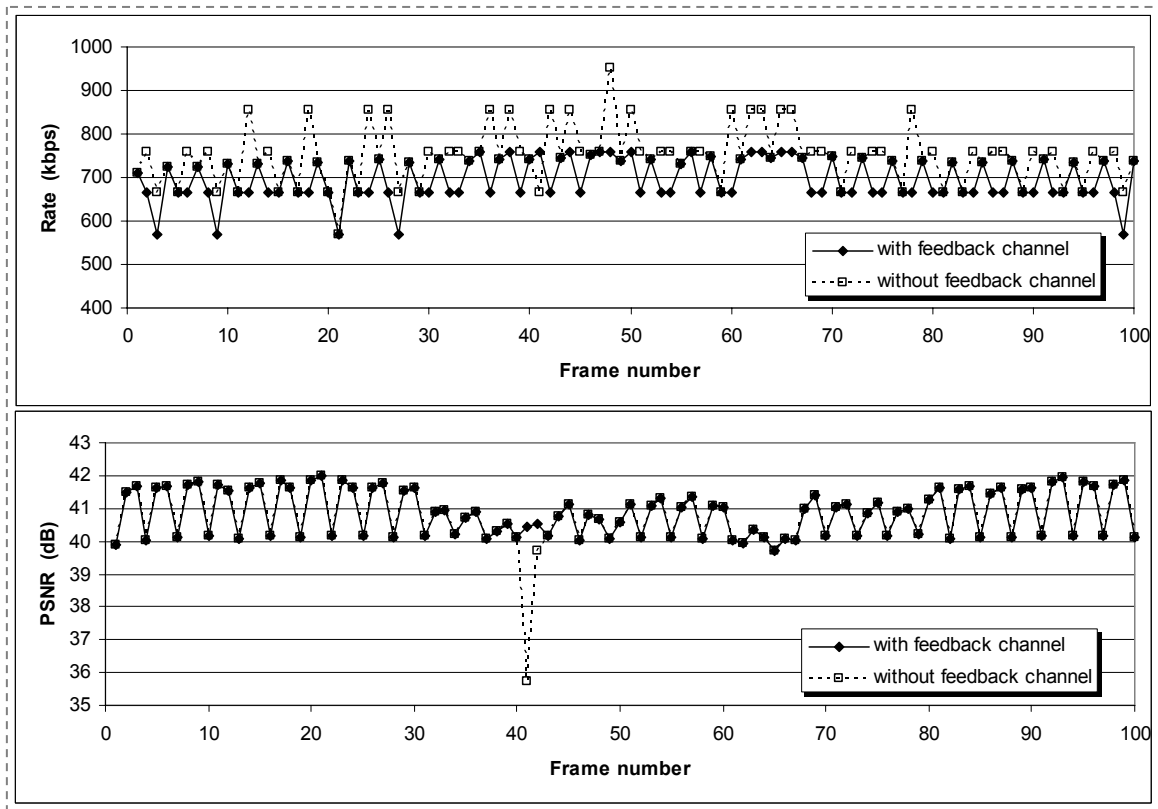 1000
900
800
700
600
500
400
Rate (kbps)
0 10 20 30 40 50 60 70 80 90 100
Frame number
with feedback channel
without feedback channel
43
42
41
40
39
38
37
36
35
PSNR (dB)
0 10 20 30 40 50 60 70 80 90 100
Frame number
with feedback channel
without feedback channel